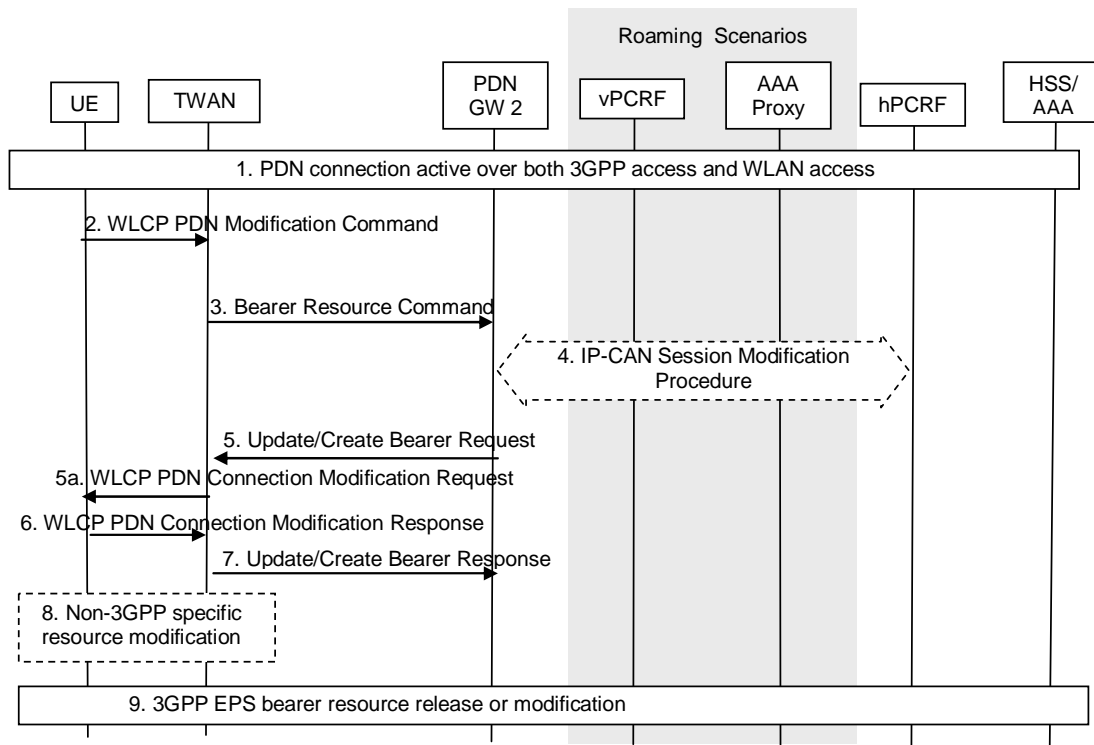 Roaming Scenarios
UE
TWAN
PDN
GW 2
vPCRF
AAA
Proxy
hPCRF
HSS/
AAA
1. PDN connection active over both 3GPP access and WLAN access
2. WLCP PDN Modification Command
3. Bearer Resource Command
4. IP-CAN Session Modification
Procedure
5. Update/Create Bearer Request
5a. WLCP PDN Connection Modification Request
6. WLCP PDN Connection Modification Response
7. Update/Create Bearer Response
8. Non-3GPP specific
resource modification
9. 3GPP EPS bearer resource release or modification